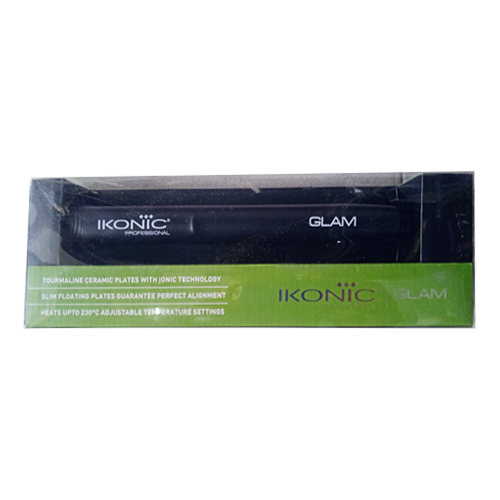 IKONIC® GLAM
PROFESSIONAL
TOURMALINE CERAMIC PLATES WITH IONIC TECHNOLOGY
SLIM FLOATING PLATES GUARANTEE PERFECT ALIGNMENT
HEATS UPTO 230°C ADJUSTABLE TEMPERATURE SETTINGS
IKONIC GLAM